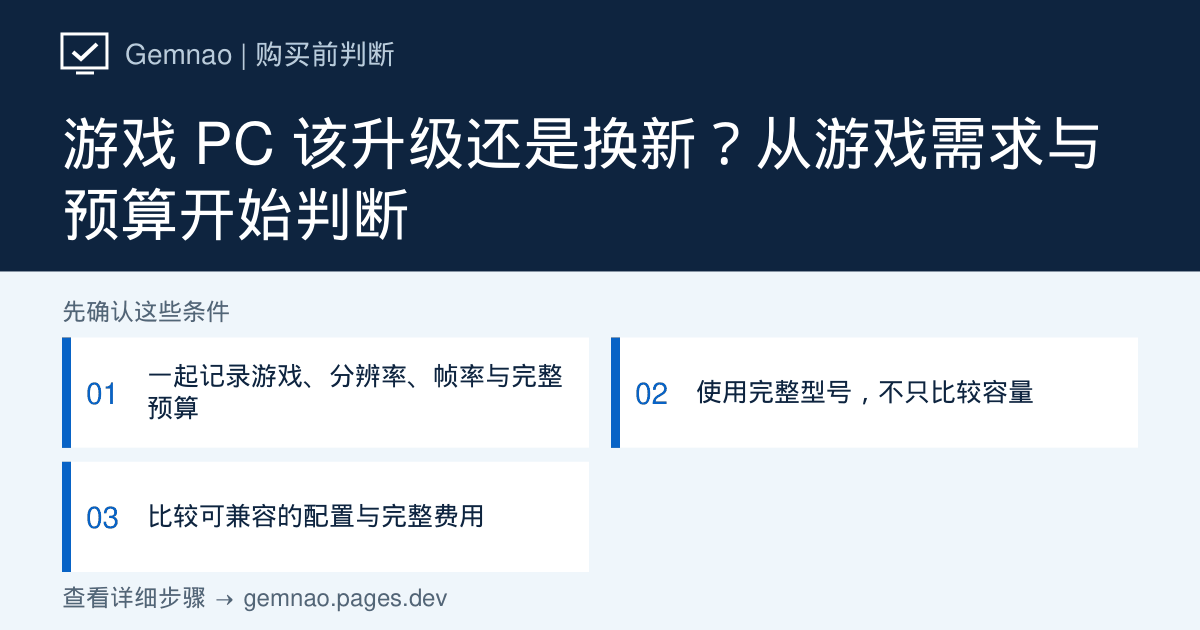 Gemnao | 购买前判断
游戏 PC 该升级还是换新？从游戏需求与
预算开始判断
先确认这些条件
01 一起记录游戏、分辨率、帧率与完整
预算
02 使用完整型号，不只比较容量
03 比较可兼容的配置与完整费用
查看详细步骤 → gemnao.pages.dev